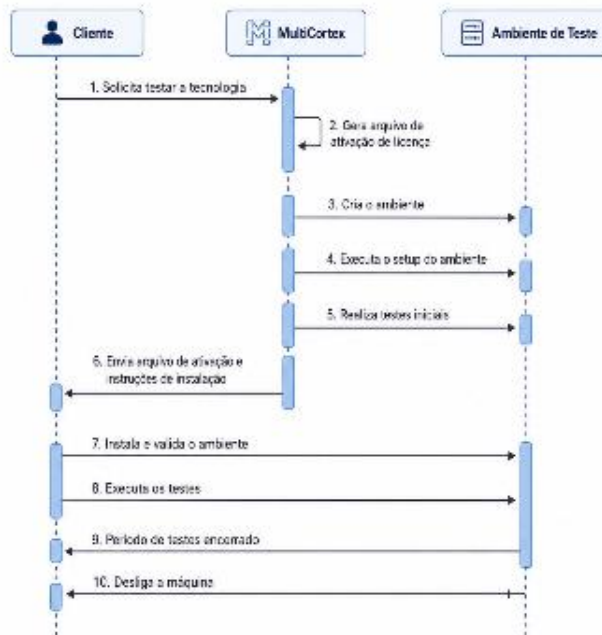 Cliente
MultiCortex
Ambiente de Teste
1. Solicita testar a tecnologia
2. Gera arquivo de
ativação de licença
3. Cria o ambiente
4. Executa o setup do ambiente
5. Realiza testes iniciais
6. Envia arquivo de ativação e
instruções de instalação
7. Instala e valida o ambiente
8. Executa os testes
9. Período de testes encerrado
10. Desliga a máquina